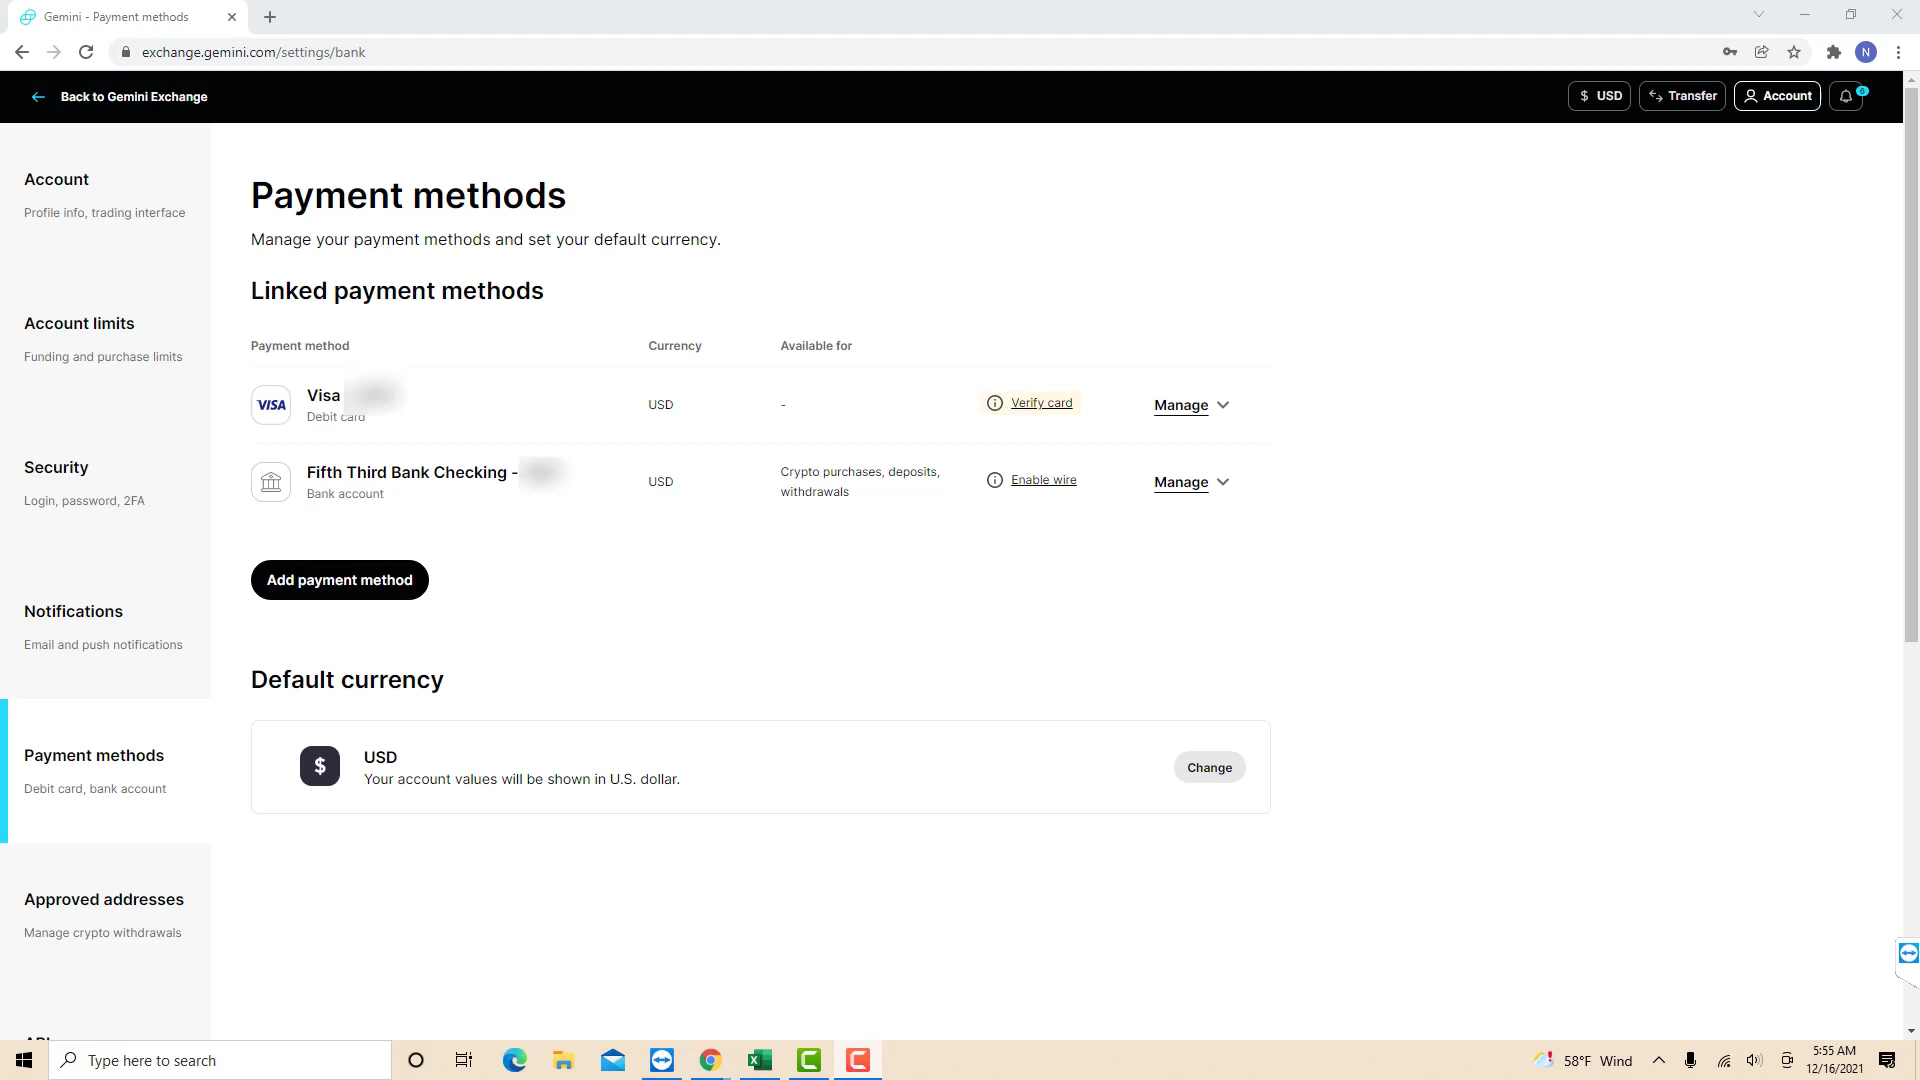 Gemini - Payment methods
exchange.gemini.com/settings/bank
N
Back to Gemini Exchange
$ USD
Transfer
Account
Account
Profile info, trading interface
Account limits
Funding and purchase limits
Security
Login, password, 2FA
Notifications
Email and push notifications
Payment methods
Debit card, bank account
Approved addresses
Manage crypto withdrawals
Payment methods
Manage your payment methods and set your default currency.
Linked payment methods
Payment method Currency Available for
VISA
Visa
Debit card
USD
-
Verify card
Manage
Fifth Third Bank Checking -
Bank account
USD
Crypto purchases, deposits,
withdrawals
Enable wire
Manage
Add payment method
Default currency
$
USD
Your account values will be shown in U.S. dollar.
Change
Type here to search
58°F Wind
5:55 AM
12/16/2021